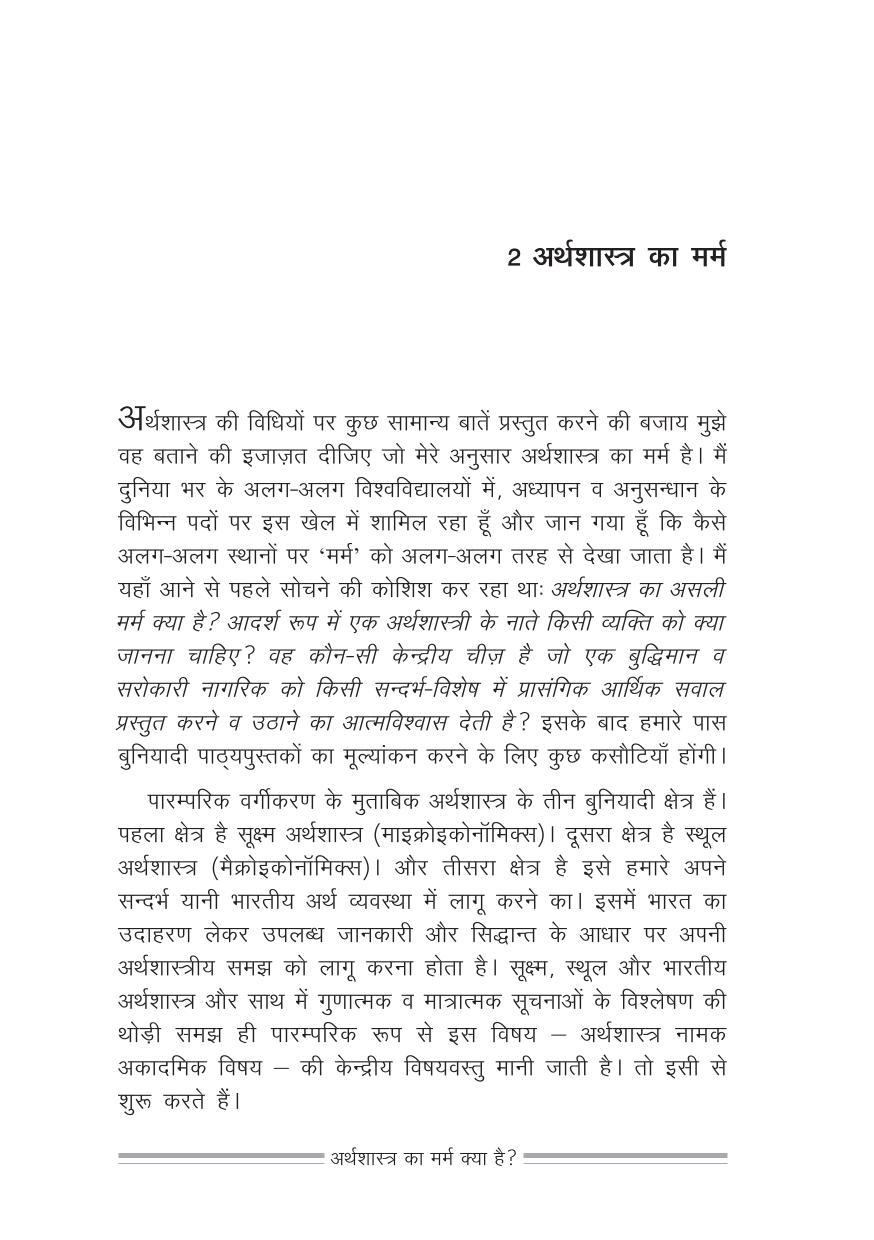 2 अर्थशास्त्र का मर्म
अर्थशास्त्र की विधियों पर कुछ सामान्य बातें प्रस्तुत करने की बजाय मुझे
वह बताने की इजाज़त दीजिए जो मेरे अनुसार अर्थशास्त्र का मर्म है। मैं
दुनिया भर के अलग-अलग विश्वविद्यालयों में, अध्यापन व अनुसन्धान के
विभिन्न पदों पर इस खेल में शामिल रहा हूँ और जान गया हूँ कि कैसे
अलग-अलग स्थानों पर ‘मर्म’ को अलग-अलग तरह से देखा जाता है। मैं
यहाँ आने से पहले सोचने की कोशिश कर रहा थाः अर्थशास्त्र का असली
मर्म क्या है? आदर्श रूप में एक अर्थशास्त्री के नाते किसी व्यक्ति को क्या
जानना चाहिए? वह कौन-सी केन्द्रीय चीज़ है जो एक बुद्धिमान व
सरोकारी नागरिक को किसी सन्दर्भ-विशेष में प्रासंगिक आर्थिक सवाल
प्रस्तुत करने व उठाने का आत्मविश्वास देती है? इसके बाद हमारे पास
बुनियादी पाठ्यपुस्तकों का मूल्यांकन करने के लिए कुछ कसौटियाँ होंगी।
पारम्परिक वर्गीकरण के मुताबिक अर्थशास्त्र के तीन बुनियादी क्षेत्र हैं।
पहला क्षेत्र है सूक्ष्म अर्थशास्त्र (माइक्रोइकोनॉमिक्स)। दूसरा क्षेत्र है स्थूल
अर्थशास्त्र (मैक्रोइकोनॉमिक्स)। और तीसरा क्षेत्र है इसे हमारे अपने
सन्दर्भ यानी भारतीय अर्थ व्यवस्था में लागू करने का। इसमें भारत का
उदाहरण लेकर उपलब्ध जानकारी और सिद्धान्त के आधार पर अपनी
अर्थशास्त्रीय समझ को लागू करना होता है। सूक्ष्म, स्थूल और भारतीय
अर्थशास्त्र और साथ में गुणात्मक व मात्रात्मक सूचनाओं के विश्लेषण की
थोड़ी समझ ही पारम्परिक रूप से इस विषय – अर्थशास्त्र नामक
अकादमिक विषय – की केन्द्रीय विषयवस्तु मानी जाती है। तो इसी से
शुरू करते हैं।
अर्थशास्त्र का मर्म क्या है?